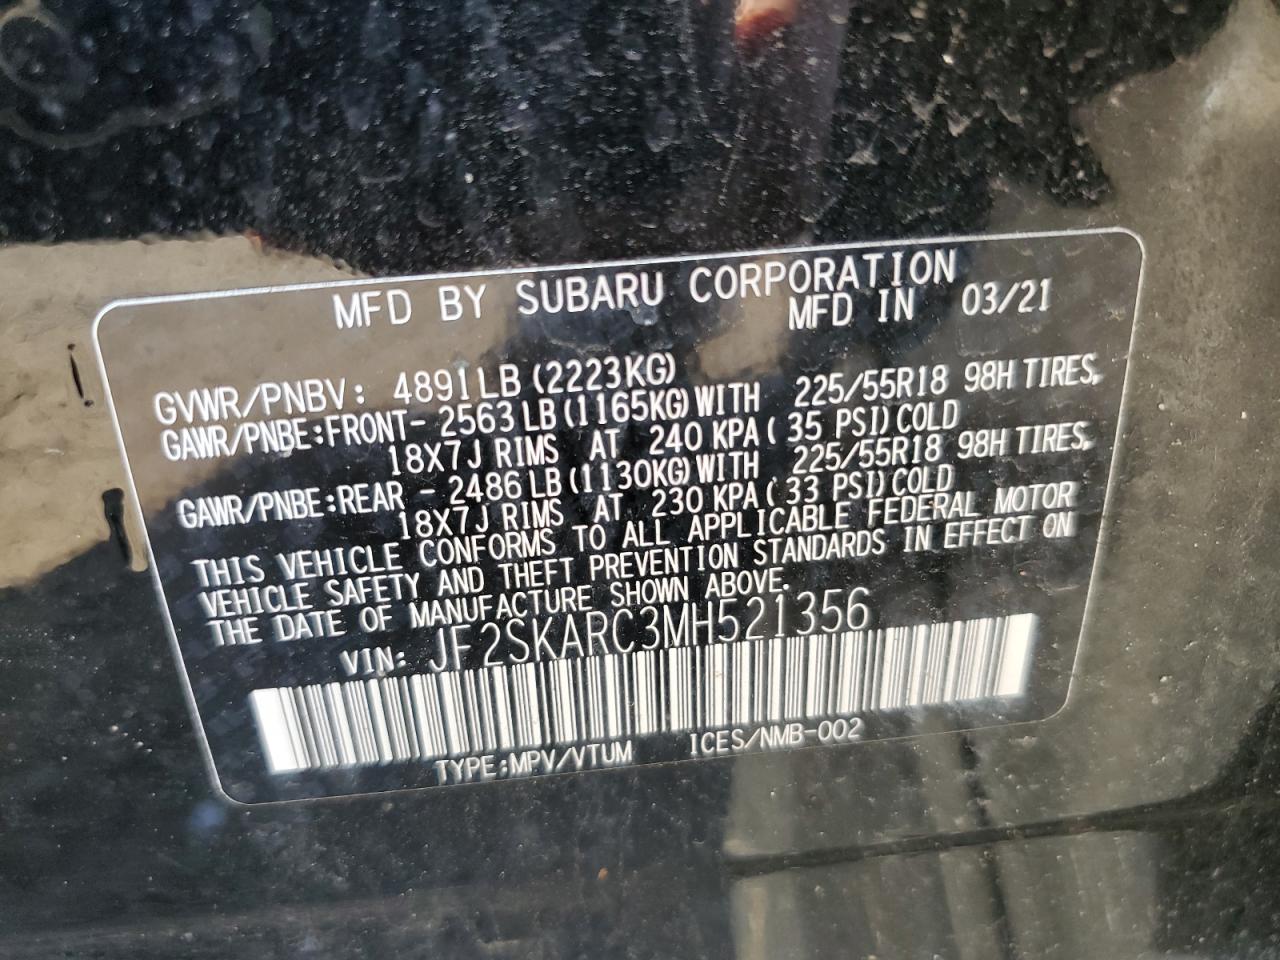 MFD BY SUBARU CORPORATION
MFD IN 03/21
GVWR/PNBV: 4891LB (2223KG)
GAWR/PNBE:FRONT- 2563 LB (1165KG) WITH 225/55R18 98H TIRES,
18X7J RIMS AT 240 KPA ( 35 PSI) COLD
GAWR/PNBE:REAR - 2486 LB (1130KG) WITH 225/55R18 98H TIRES,
18X7J RIMS AT 230 KPA ( 33 PSI) COLD
THIS VEHICLE CONFORMS TO ALL APPLICABLE FEDERAL MOTOR
VEHICLE SAFETY AND THEFT PREVENTION STANDARDS IN EFFECT ON
THE DATE OF MANUFACTURE SHOWN ABOVE.
VIN: JF2SKARC3MH521356
TYPE:MPV/VTUM ICES/NMB-002